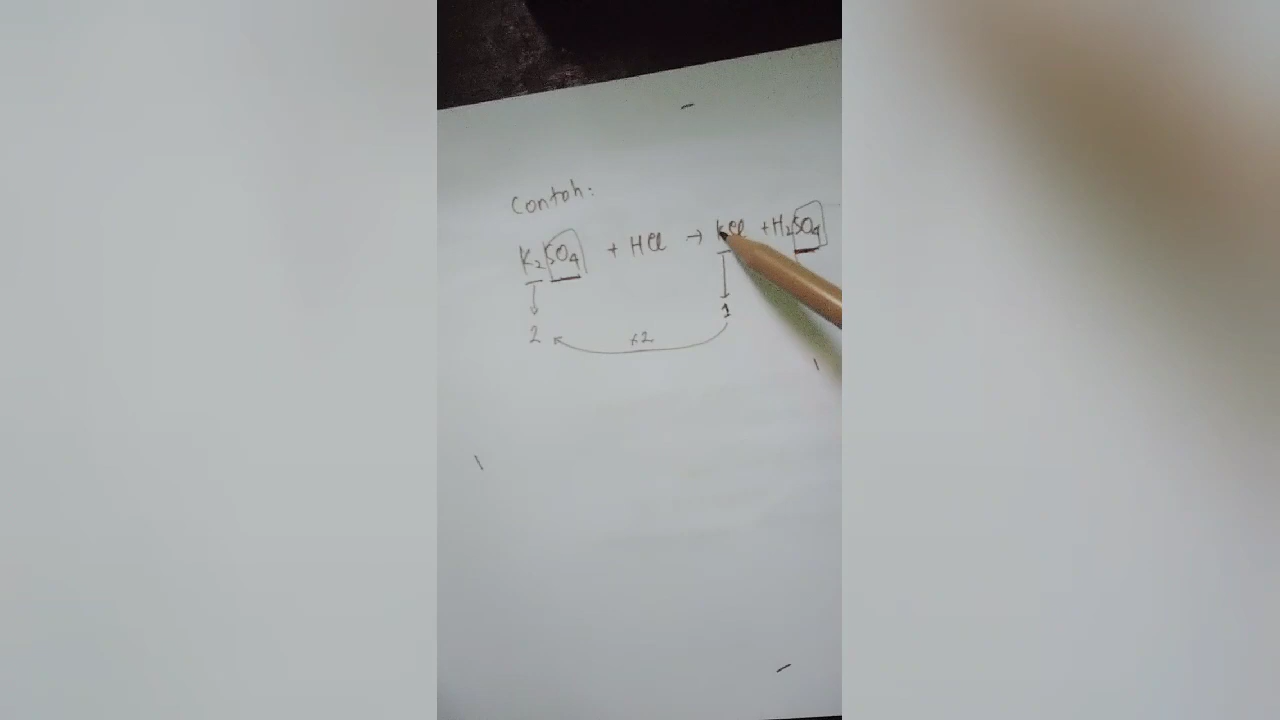 Contoh:
K₂SO₄ + HCl → KCl + H₂SO₄
2 ×2 1